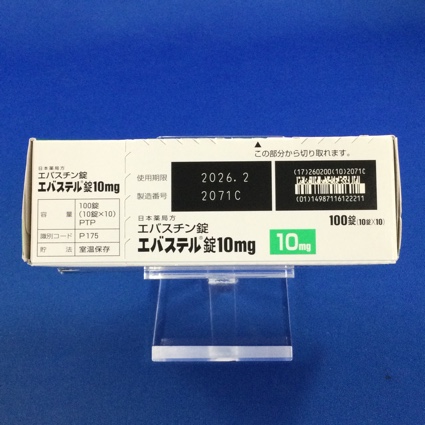 ▲
この部分から切り取れます。
日本薬局方
エバスチン錠
エバステル®錠10mg
容量 100錠
(10錠×10)
PTP
識別コード P175
貯法 室温保存
使用期限 2026.2
製造番号 2071C
(17)260200(10)2071C
(01)14987116122211
日本薬局方
エバスチン錠
エバステル®錠10mg
10mg
100錠(10錠×10)